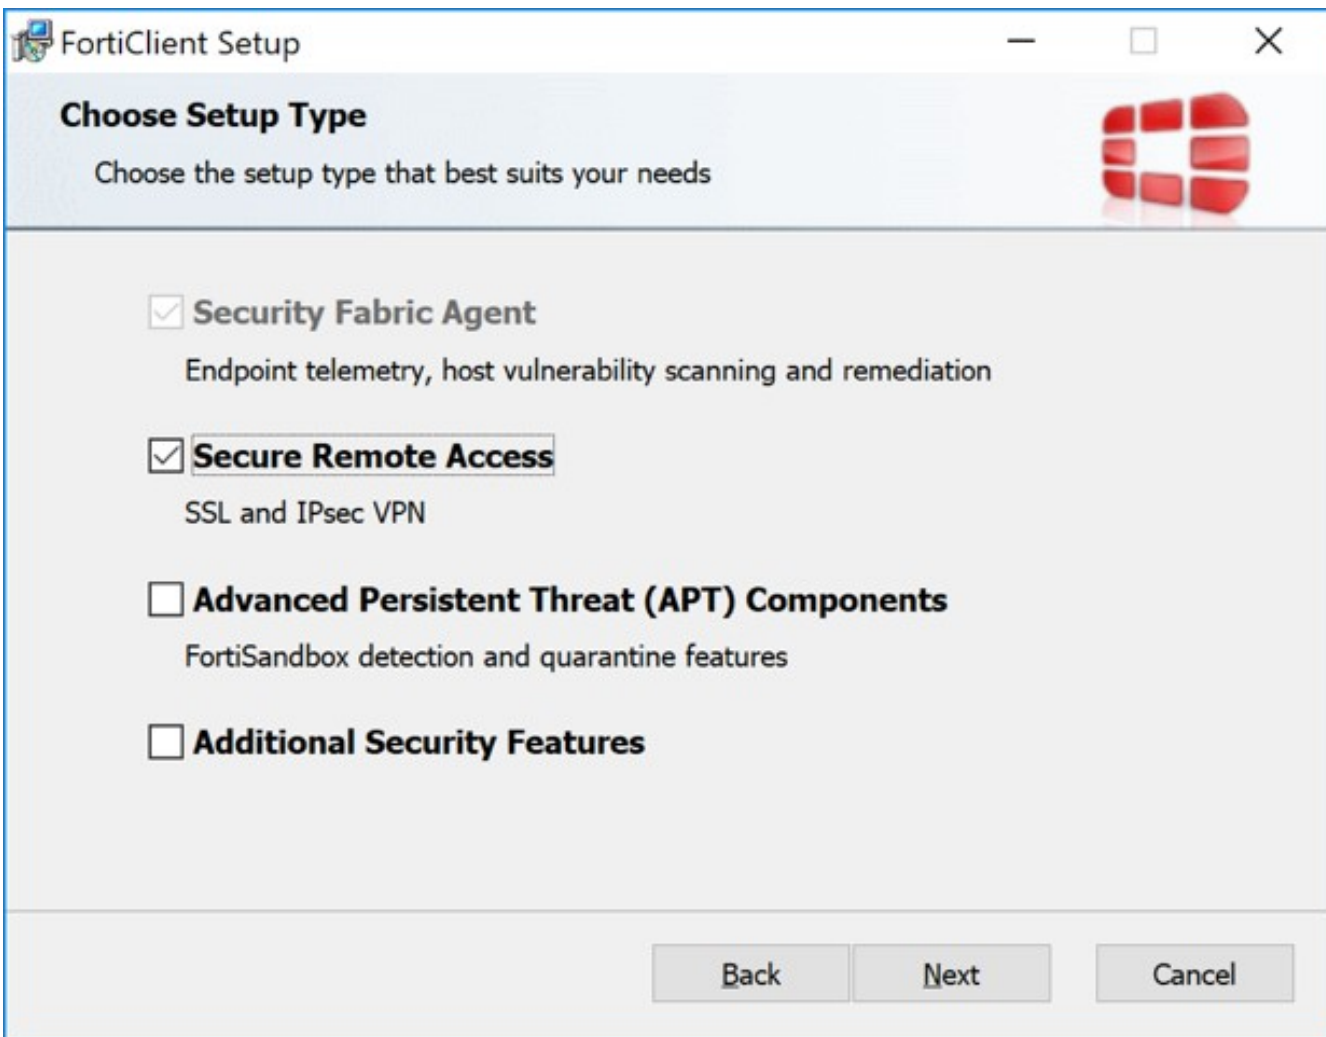 FortiClient Setup
Choose Setup Type
Choose the setup type that best suits your needs
Security Fabric Agent
Endpoint telemetry, host vulnerability scanning and remediation
Secure Remote Access
SSL and IPsec VPN
Advanced Persistent Threat (APT) Components
FortiSandbox detection and quarantine features
Additional Security Features
Back Next Cancel